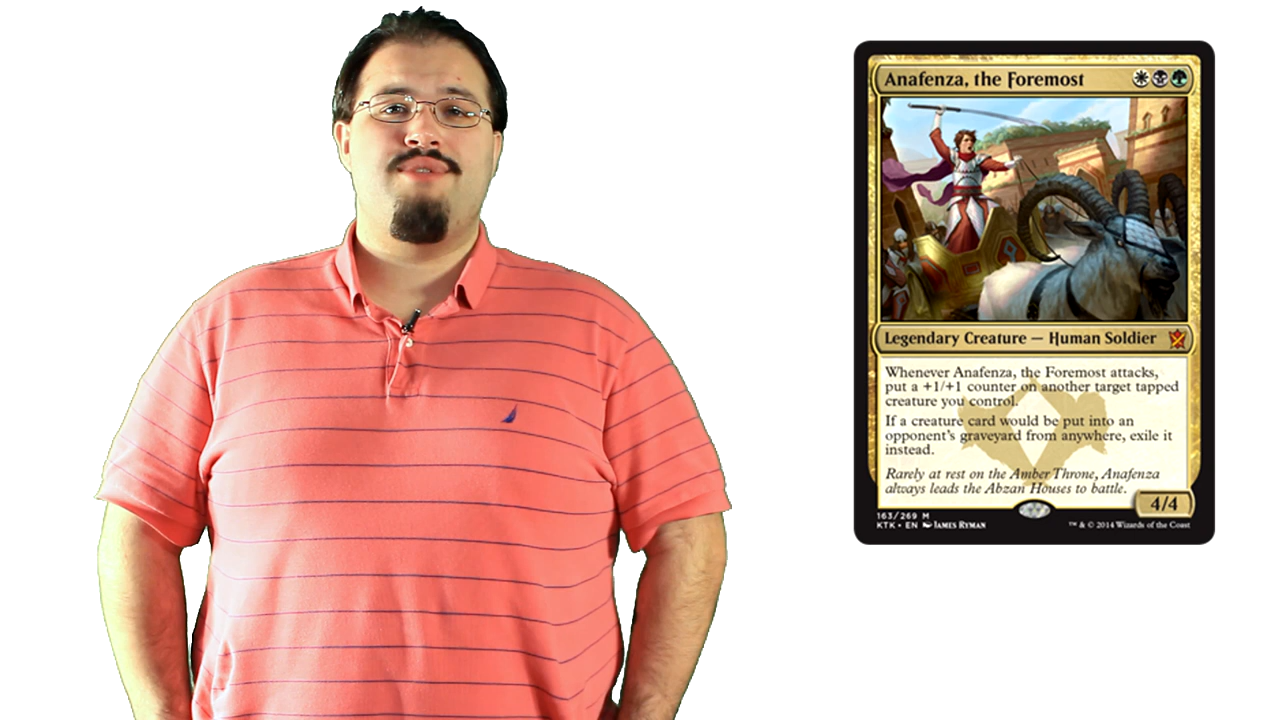 Anafenza, the Foremost
Legendary Creature — Human Soldier
Whenever Anafenza, the Foremost attacks,
put a +1/+1 counter on another target tapped
creature you control.
If a creature card would be put into an
opponent's graveyard from anywhere, exile it
instead.
Rarely at rest on the Amber Throne, Anafenza
always leads the Abzan Houses to battle.
4/4
163/269 M
KTK • EN James Ryman
™ & © 2014 Wizards of the Coast